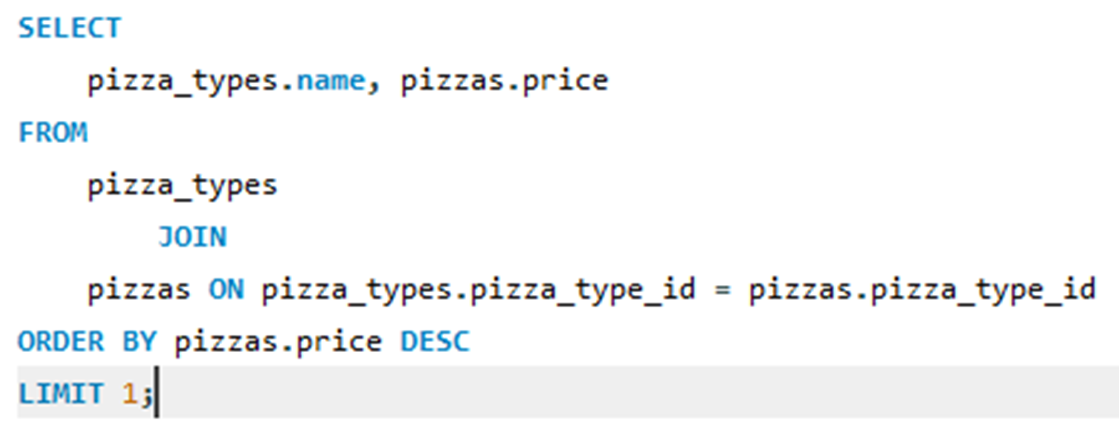 SELECT
pizza_types.name, pizzas.price
FROM
pizza_types
JOIN
pizzas ON pizza_types.pizza_type_id = pizzas.pizza_type_id
ORDER BY pizzas.price DESC
LIMIT 1;